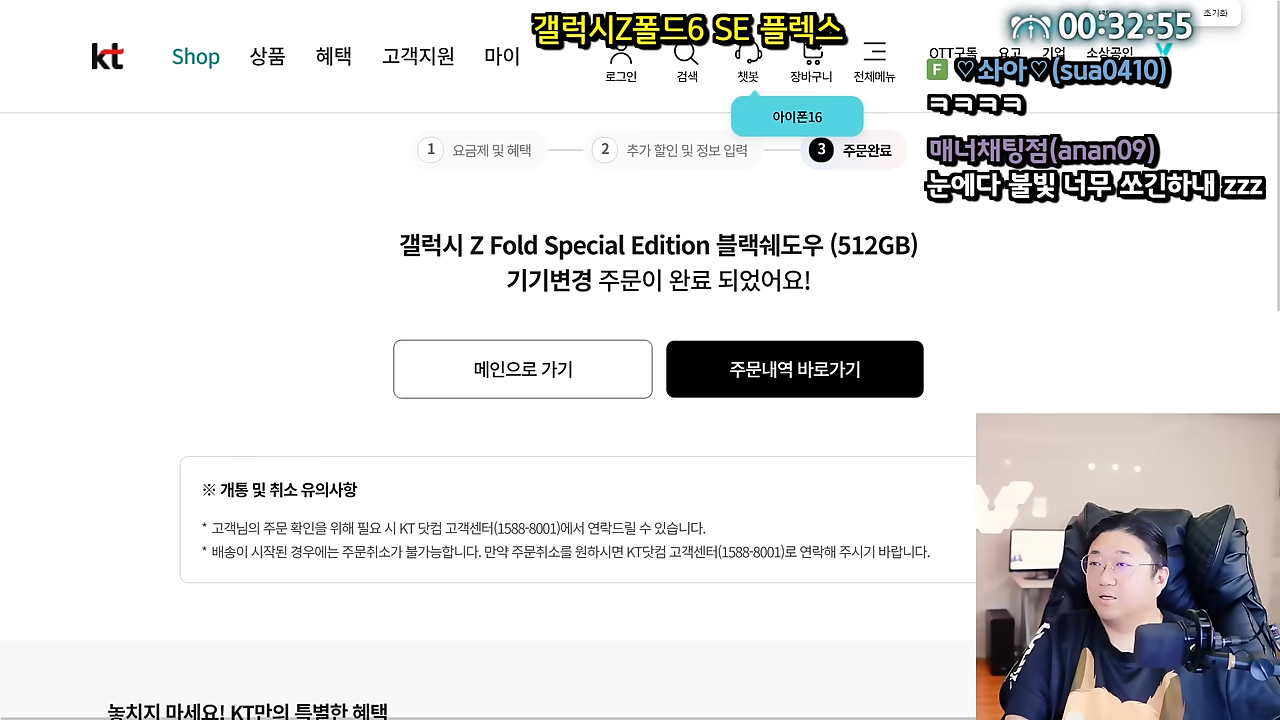 갤럭시Z폴드6 SE 플렉스
00:32:55
초기화
kt
Shop 상품 혜택 고객지원 마이
로그인 검색 챗봇 장바구니 전체메뉴
OTT구독 요고 기업 소상공인
아이폰16
F ♡솨아♡(sua0410)
ㅋㅋㅋㅋ
매너채팅점(anan09)
눈에다 불빛 너무 쏘긴하내 zzz
1 요금제 및 혜택
2 추가 할인 및 정보 입력
3 주문완료
갤럭시 Z Fold Special Edition 블랙쉐도우 (512GB)
기기변경 주문이 완료 되었어요!
메인으로 가기
주문내역 바로가기
※ 개통 및 취소 유의사항
* 고객님의 주문 확인을 위해 필요 시 KT 닷컴 고객센터(1588-8001)에서 연락드릴 수 있습니다.
* 배송이 시작된 경우에는 주문취소가 불가능합니다. 만약 주문취소를 원하시면 KT닷컴 고객센터(1588-8001)로 연락해 주시기 바랍니다.
놓치지 마세요! KT만의 특별한 혜택